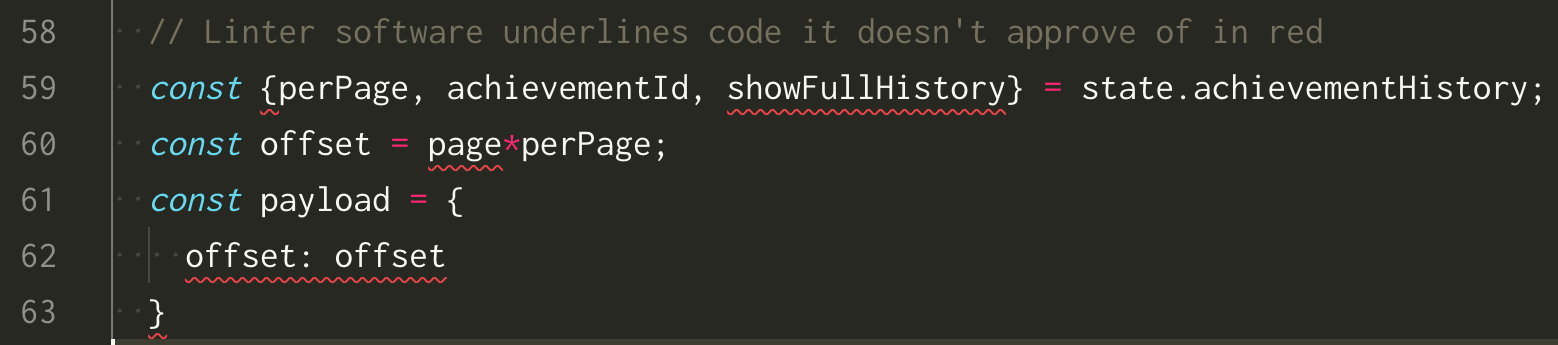 58 // Linter software underlines code it doesn't approve of in red
59 const {perPage, achievementId, showFullHistory} = state.achievementHistory;
60 const offset = page*perPage;
61 const payload = {
62 offset: offset
63 }